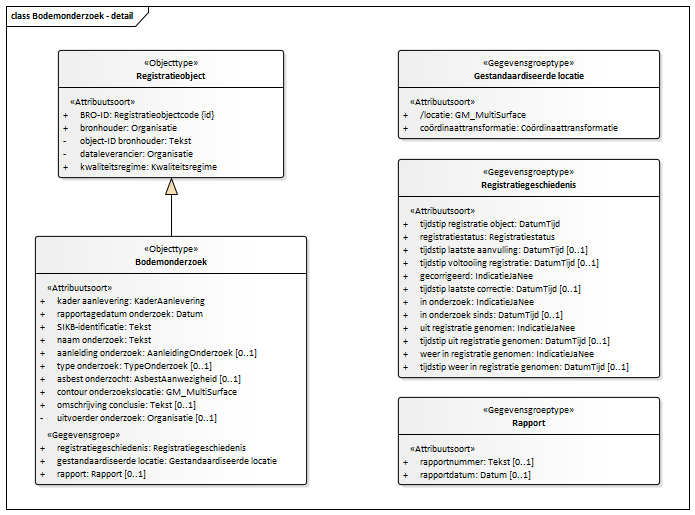 class Bodemonderzoek - detail
«Objecttype»
Registratieobject
«Attribuutsoort»
+ BRO-ID: Registratieobjectcode {id}
+ bronhouder: Organisatie
- object-ID bronhouder: Tekst
- dataleverancier: Organisatie
+ kwaliteitsregime: Kwaliteitsregime
«Objecttype»
Bodemonderzoek
«Attribuutsoort»
+ kader aanlevering: KaderAanlevering
+ rapportagedatum onderzoek: Datum
+ SIKB-identificatie: Tekst
+ naam onderzoek: Tekst
+ aanleiding onderzoek: AanleidingOnderzoek [0..1]
+ type onderzoek: TypeOnderzoek [0..1]
+ asbest onderzocht: AsbestAanwezigheid [0..1]
+ contour onderzoekslocatie: GM_MultiSurface
+ omschrijving conclusie: Tekst [0..1]
- uitvoerder onderzoek: Organisatie [0..1]
«Gegevensgroep»
+ registratiegeschiedenis: Registratiegeschiedenis
+ gestandaardiseerde locatie: Gestandaardiseerde locatie
+ rapport: Rapport [0..1]
«Gegevensgroeptype»
Gestandaardiseerde locatie
«Attribuutsoort»
+ /locatie: GM_MultiSurface
+ coördinaattransformatie: Coördinaattransformatie
«Gegevensgroeptype»
Registratiegeschiedenis
«Attribuutsoort»
+ tijdstip registratie object: DatumTijd
+ registratiestatus: Registratiestatus
+ tijdstip laatste aanvulling: DatumTijd [0..1]
+ tijdstip voltooiing registratie: DatumTijd [0..1]
+ gecorrigeerd: IndicatieJaNee
+ tijdstip laatste correctie: DatumTijd [0..1]
+ in onderzoek: IndicatieJaNee
+ in onderzoek sinds: DatumTijd [0..1]
+ uit registratie genomen: IndicatieJaNee
+ tijdstip uit registratie genomen: DatumTijd [0..1]
+ weer in registratie genomen: IndicatieJaNee
+ tijdstip weer in registratie genomen: DatumTijd [0..1]
«Gegevensgroeptype»
Rapport
«Attribuutsoort»
+ rapportnummer: Tekst [0..1]
+ rapportdatum: Datum [0..1]